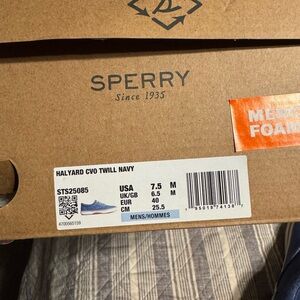 SPERRY
Since 1935
MEM
FOAM
HALYARD CVO TWILL NAVY
STS25085
USA 7.5 M
UK/GB 6.5 M
EUR 40
CM 25.5
MENS/HOMMES